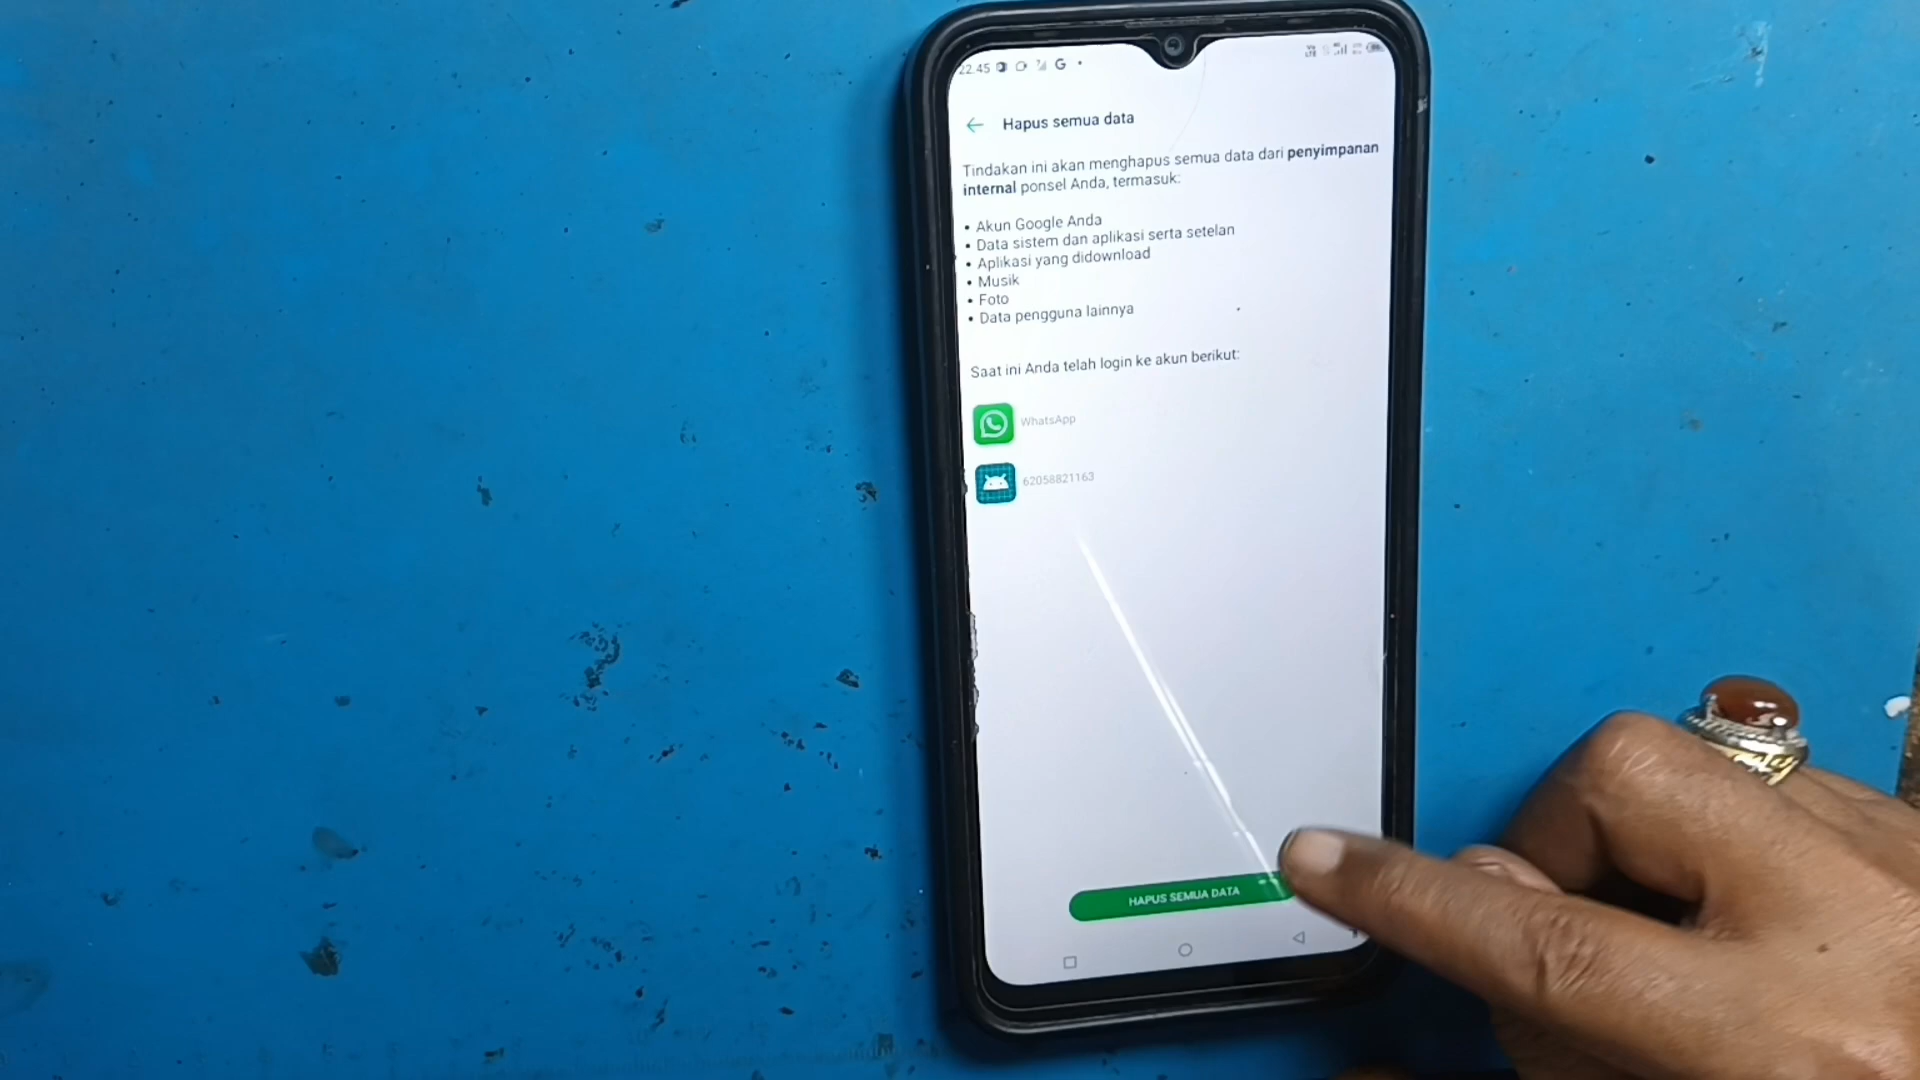 22.45
Hapus semua data
Tindakan ini akan menghapus semua data dari penyimpanan
internal ponsel Anda, termasuk:
• Akun Google Anda
• Data sistem dan aplikasi serta setelan
• Aplikasi yang didownload
• Musik
• Foto
• Data pengguna lainnya
Saat ini Anda telah login ke akun berikut:
WhatsApp
62058821163
HAPUS SEMUA DATA